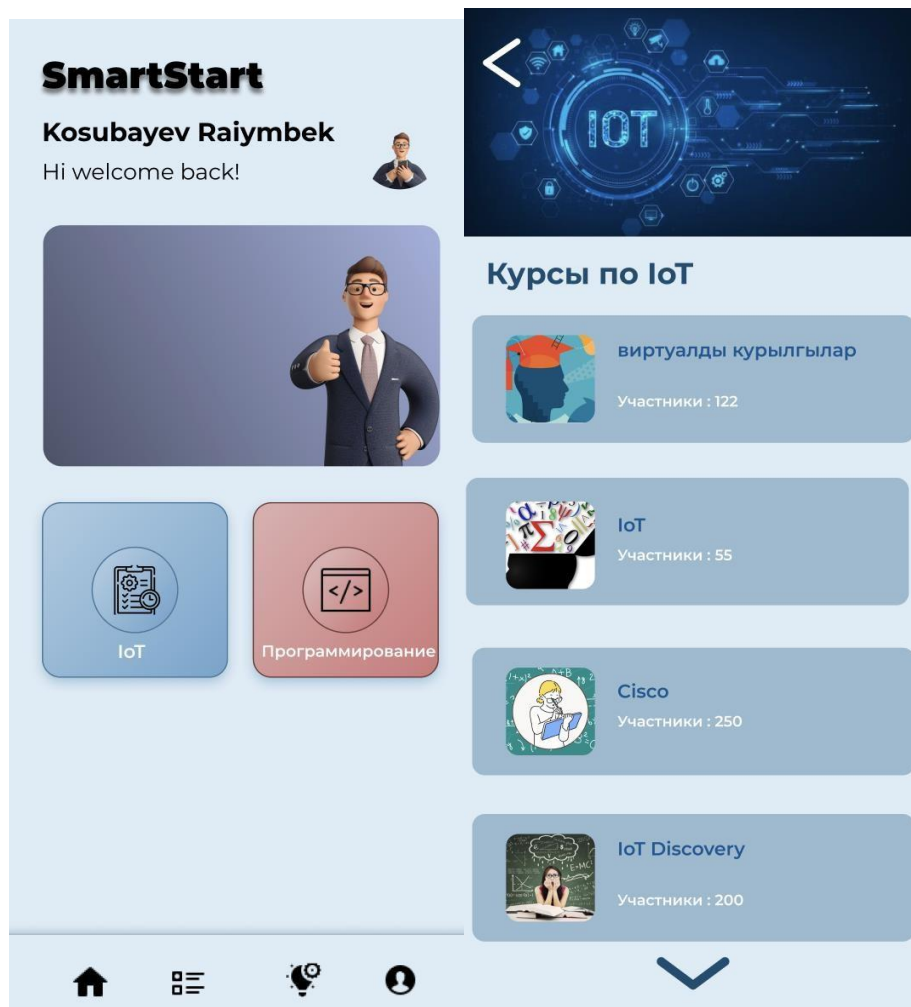 SmartStart
Kosubayev Raiymbek
Hi welcome back!
IoT
Программирование
IOT
Курсы по IoT
виртуалды курылгылар
Участники : 122
IoT
Участники : 55
Cisco
Участники : 250
IoT Discovery
Участники : 200